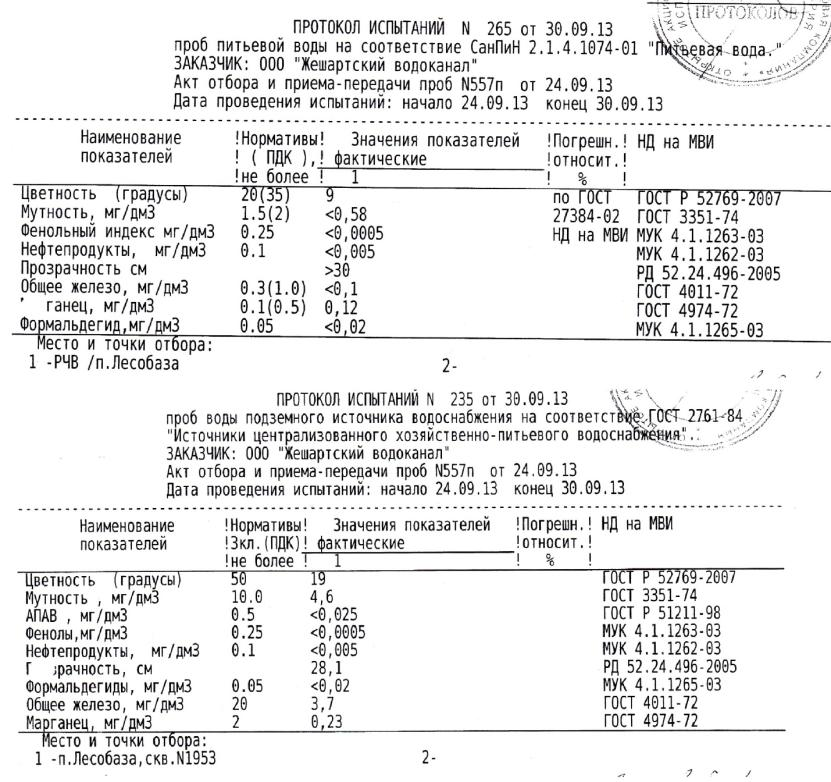 ПРОТОКОЛОВ
ПРОТОКОЛ ИСПЫТАНИЙ N 265 от 30.09.13
проб питьевой воды на соответствие СанПиН 2.1.4.1074-01 "Питьевая вода."
ЗАКАЗЧИК: ООО "Жешартский водоканал"
Акт отбора и приема-передачи проб N557п от 24.09.13
Дата проведения испытаний: начало 24.09.13 конец 30.09.13
Наименование !Нормативы! Значения показателей !Погрешн.! НД на МВИ
показателей ! ( ПДК ),! фактические !относит.!
!не более ! 1 ! % !
Цветность (градусы) 20(35) 9 по ГОСТ ГОСТ Р 52769-2007
Мутность, мг/дм3 1.5(2) <0,58 27384-02 ГОСТ 3351-74
Фенольный индекс мг/дм3 0.25 <0,0005 НД на МВИ МУК 4.1.1263-03
Нефтепродукты, мг/дм3 0.1 <0,005 МУК 4.1.1262-03
Прозрачность см >30 РД 52.24.496-2005
Общее железо, мг/дм3 0.3(1.0) <0,1 ГОСТ 4011-72
ганец, мг/дм3 0.1(0.5) 0,12 ГОСТ 4974-72
Формальдегид,мг/дм3 0.05 <0,02 МУК 4.1.1265-03
Место и точки отбора:
1 -РЧВ /п.Лесобаза 2-
ПРОТОКОЛ ИСПЫТАНИЙ N 235 от 30.09.13
проб воды подземного источника водоснабжения на соответствие ГОСТ 2761-84
"Источники централизованного хозяйственно-питьевого водоснабжения".
ЗАКАЗЧИК: ООО "Жешартский водоканал"
Акт отбора и приема-передачи проб N557п от 24.09.13
Дата проведения испытаний: начало 24.09.13 конец 30.09.13
Наименование !Нормативы! Значения показателей !Погрешн.! НД на МВИ
показателей !3кл.(ПДК)! фактические !относит.!
!не более ! 1 ! % !
Цветность (градусы) 50 19 ГОСТ Р 52769-2007
Мутность , мг/дм3 10.0 4,6 ГОСТ 3351-74
АПАВ , мг/дм3 0.5 <0,025 ГОСТ Р 51211-98
Фенолы,мг/дм3 0.25 <0,0005 МУК 4.1.1263-03
Нефтепродукты, мг/дм3 0.1 <0,005 МУК 4.1.1262-03
П зрачность, см 28,1 РД 52.24.496-2005
Формальдегиды, мг/дм3 0.05 <0,02 МУК 4.1.1265-03
Общее железо, мг/дм3 20 3,7 ГОСТ 4011-72
Марганец, мг/дм3 2 0,23 ГОСТ 4974-72
Место и точки отбора:
1 -п.Лесобаза,скв.N1953 2-